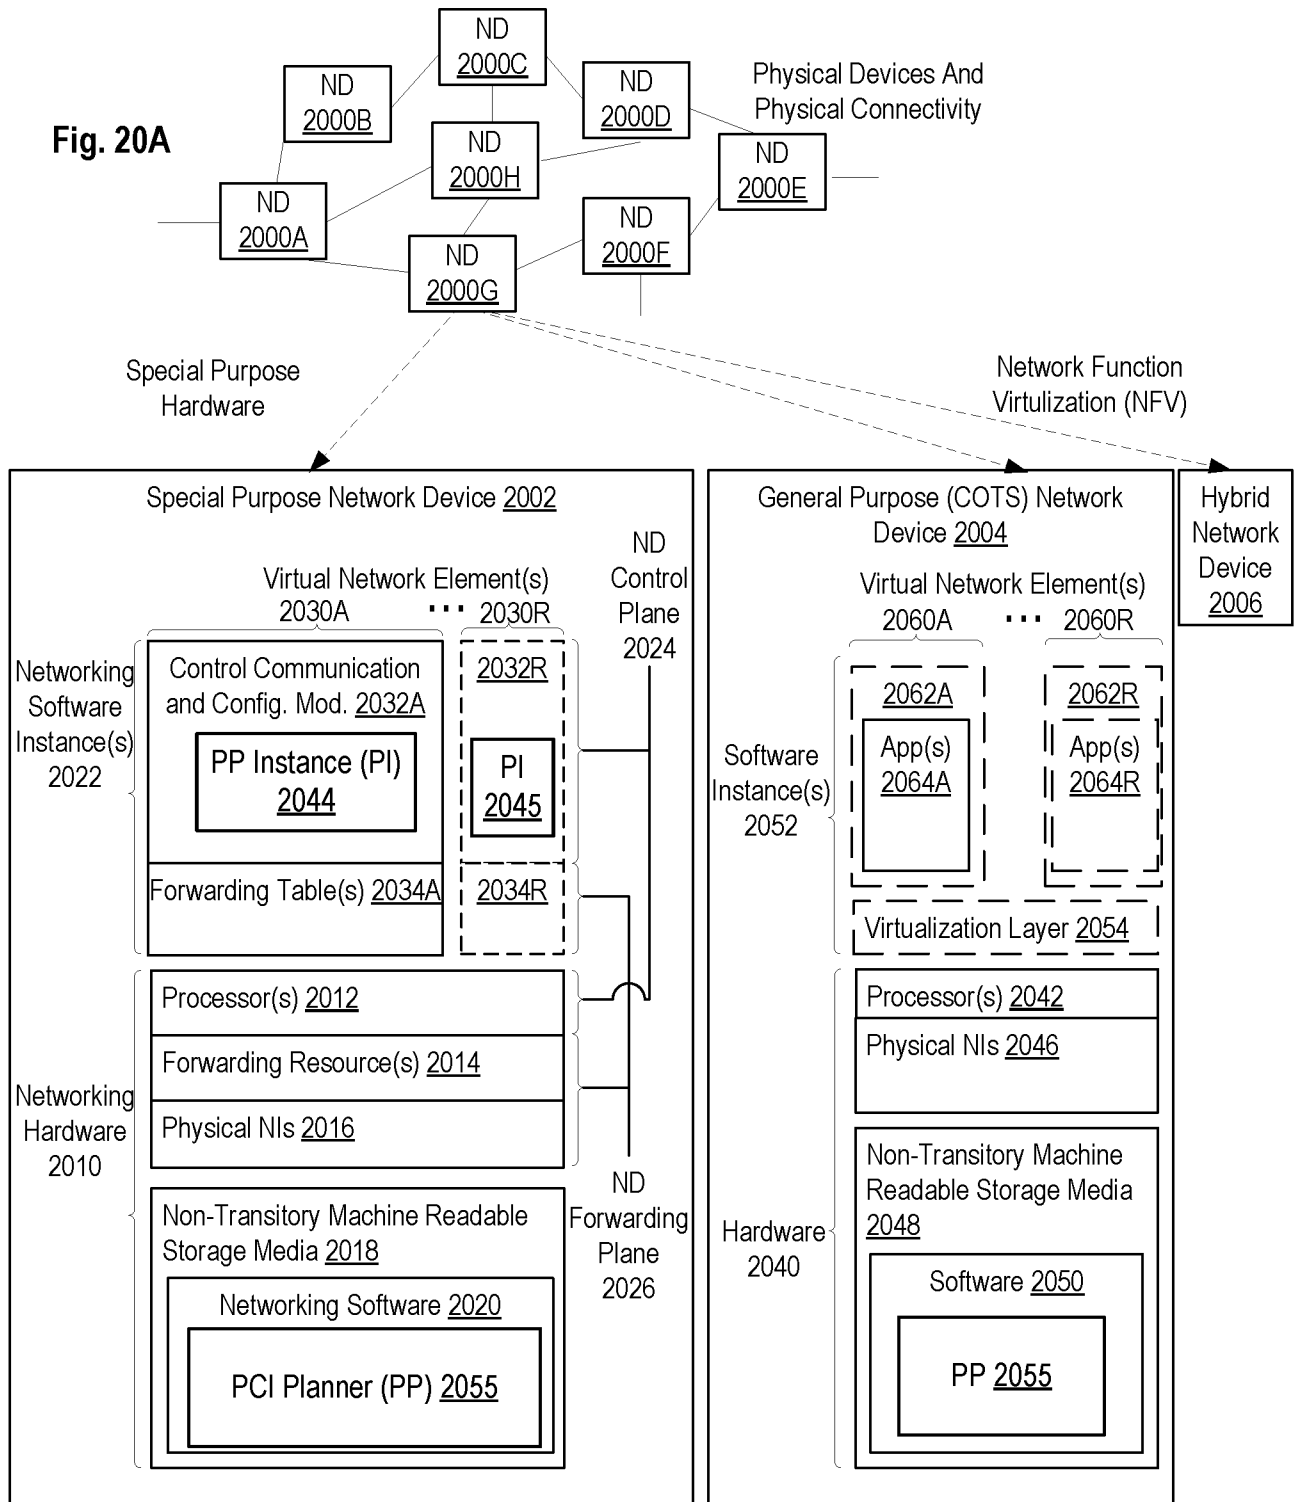 Fig. 20A
ND
2000C
ND
2000B
ND
2000D
Physical Devices And
Physical Connectivity
ND
2000H
ND
2000E
ND
2000A
ND
2000F
ND
2000G
Special Purpose
Hardware
Network Function
Virtulization (NFV)
Special Purpose Network Device 2002
ND
Control
Plane
2024
Virtual Network Element(s)
2030A
...
2030R
Networking
Software
Instance(s)
2022
Control Communication
and Config. Mod. 2032A
2032R
PP Instance (PI)
2044
PI
2045
Forwarding Table(s) 2034A
2034R
Networking
Hardware
2010
Processor(s) 2012
Forwarding Resource(s) 2014
Physical NIs 2016
ND
Forwarding
Plane
2026
Non-Transitory Machine Readable
Storage Media 2018
Networking Software 2020
PCI Planner (PP) 2055
General Purpose (COTS) Network
Device 2004
Virtual Network Element(s)
2060A
...
2060R
Software
Instance(s)
2052
2062A
App(s)
2064A
2062R
App(s)
2064R
Virtualization Layer 2054
Hardware
2040
Processor(s) 2042
Physical NIs 2046
Non-Transitory Machine
Readable Storage Media
2048
Software 2050
PP 2055
Hybrid
Network
Device
2006